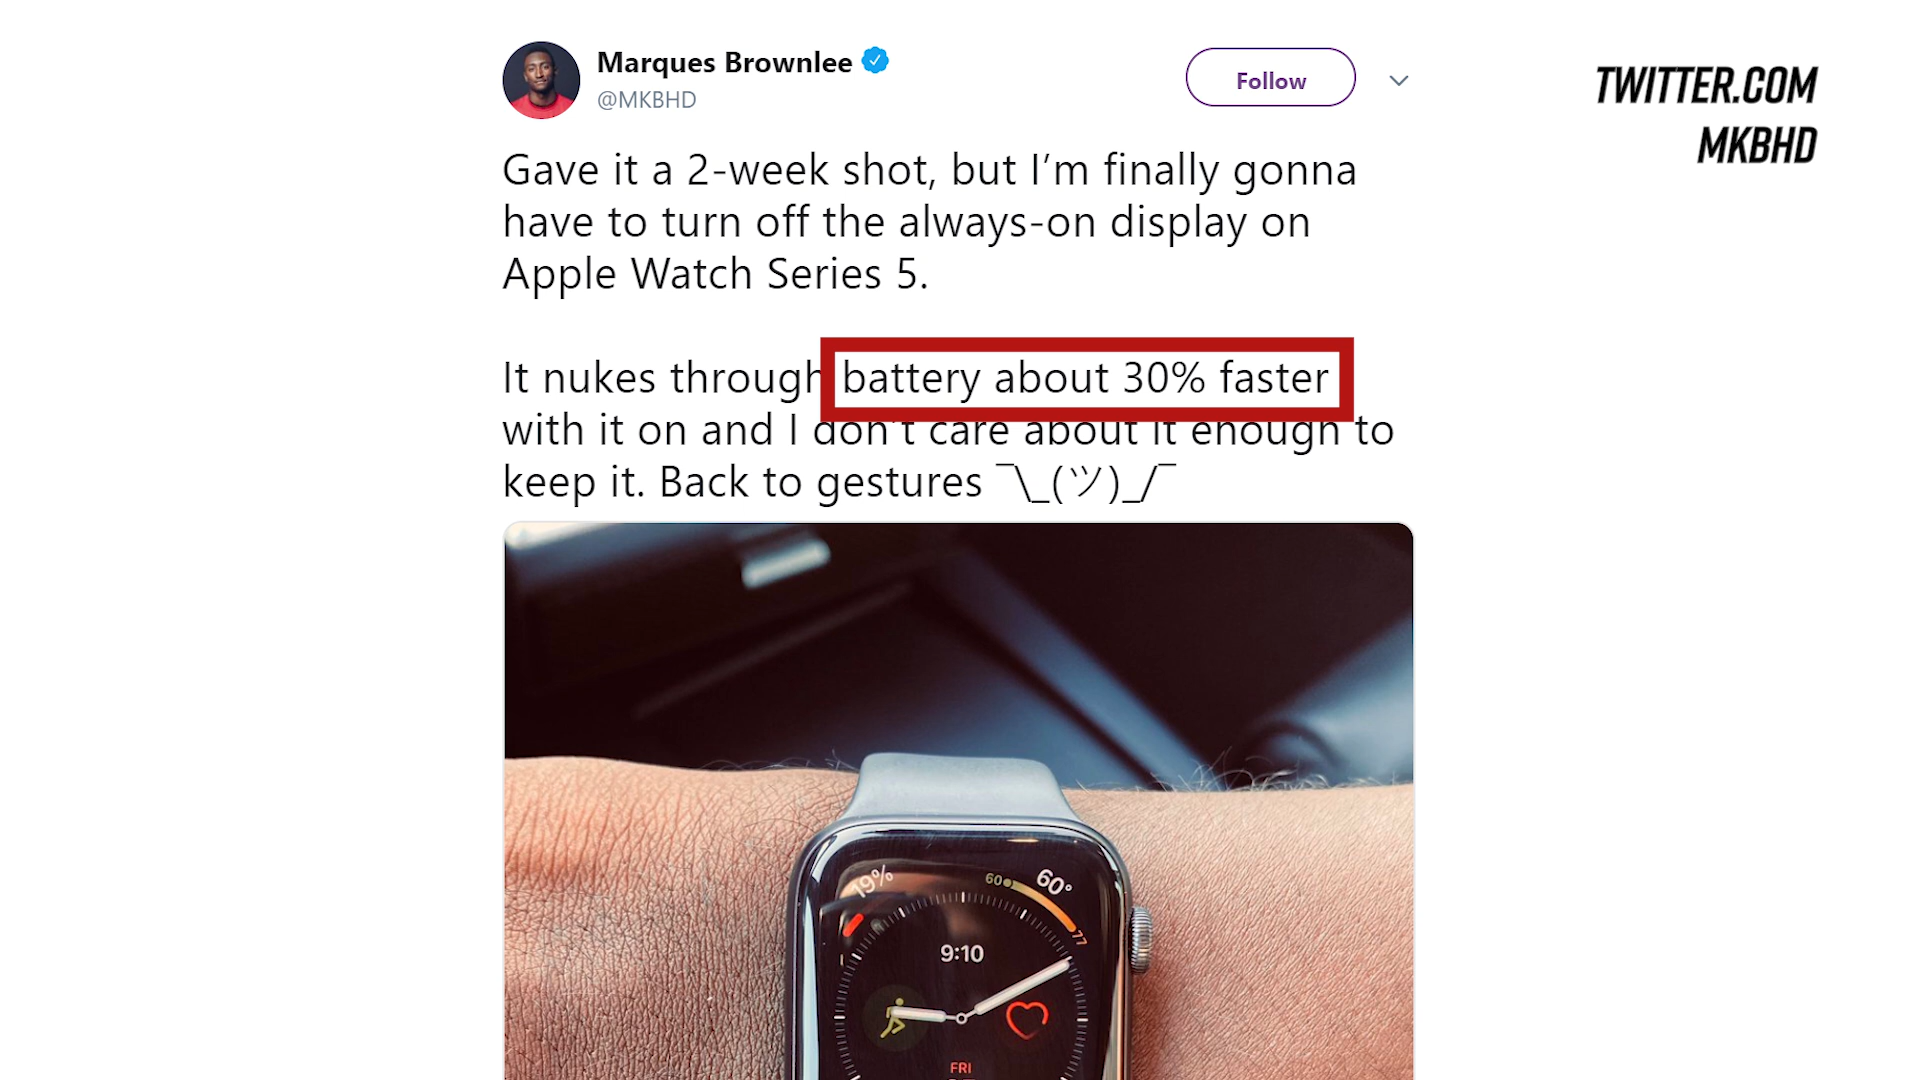 Marques Brownlee
@MKBHD
Follow
TWITTER.COM
MKBHD
Gave it a 2-week shot, but I’m finally gonna
have to turn off the always-on display on
Apple Watch Series 5.
It nukes through battery about 30% faster
with it on and I don’t care about it enough to
keep it. Back to gestures ¯\_(ツ)_/¯
19%
60
60°
77
9:10
FRI